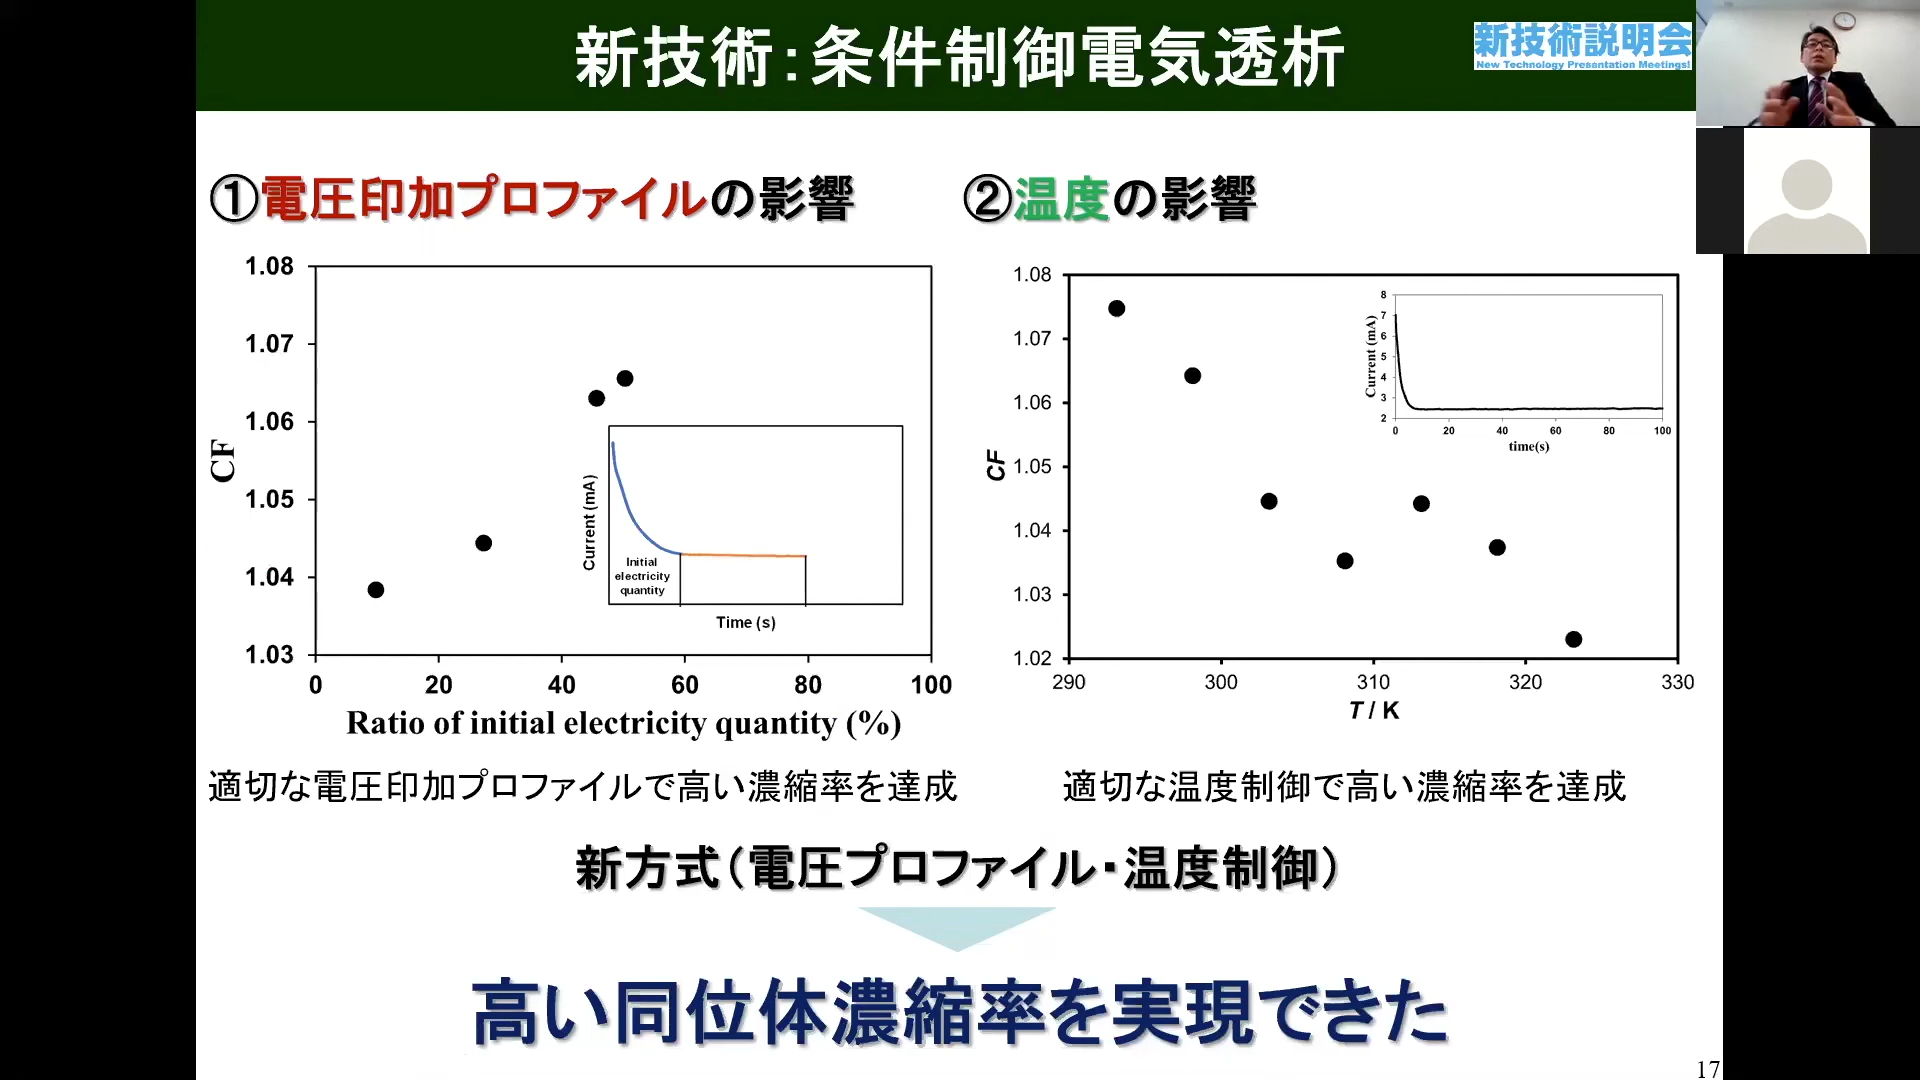 新技術：条件制御電気透析
新技術説明会
New Technology Presentation Meetings!
①電圧印加プロファイルの影響
1.08
1.07
1.06
1.05
1.04
1.03
CF
0 20 40 60 80 100
Ratio of initial electricity quantity (%)
Current (mA)
Initial
electricity
quantity
Time (s)
適切な電圧印加プロファイルで高い濃縮率を達成
②温度の影響
1.08
1.07
1.06
1.05
1.04
1.03
1.02
CF
290 300 310 320 330
T / K
8
7
6
5
4
3
2
Current (mA)
0 20 40 60 80 100
time(s)
適切な温度制御で高い濃縮率を達成
新方式（電圧プロファイル・温度制御）
高い同位体濃縮率を実現できた
17